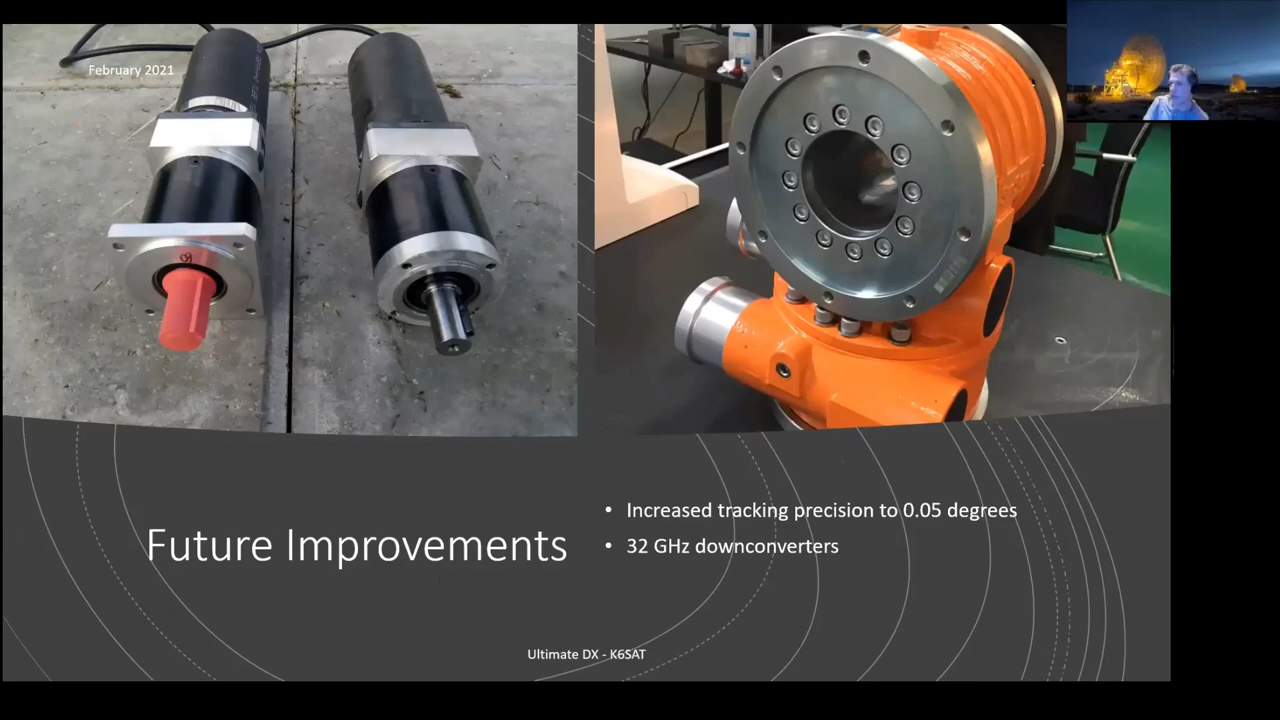 February 2021
Future Improvements
• Increased tracking precision to 0.05 degrees
• 32 GHz downconverters
Ultimate DX - K6SAT